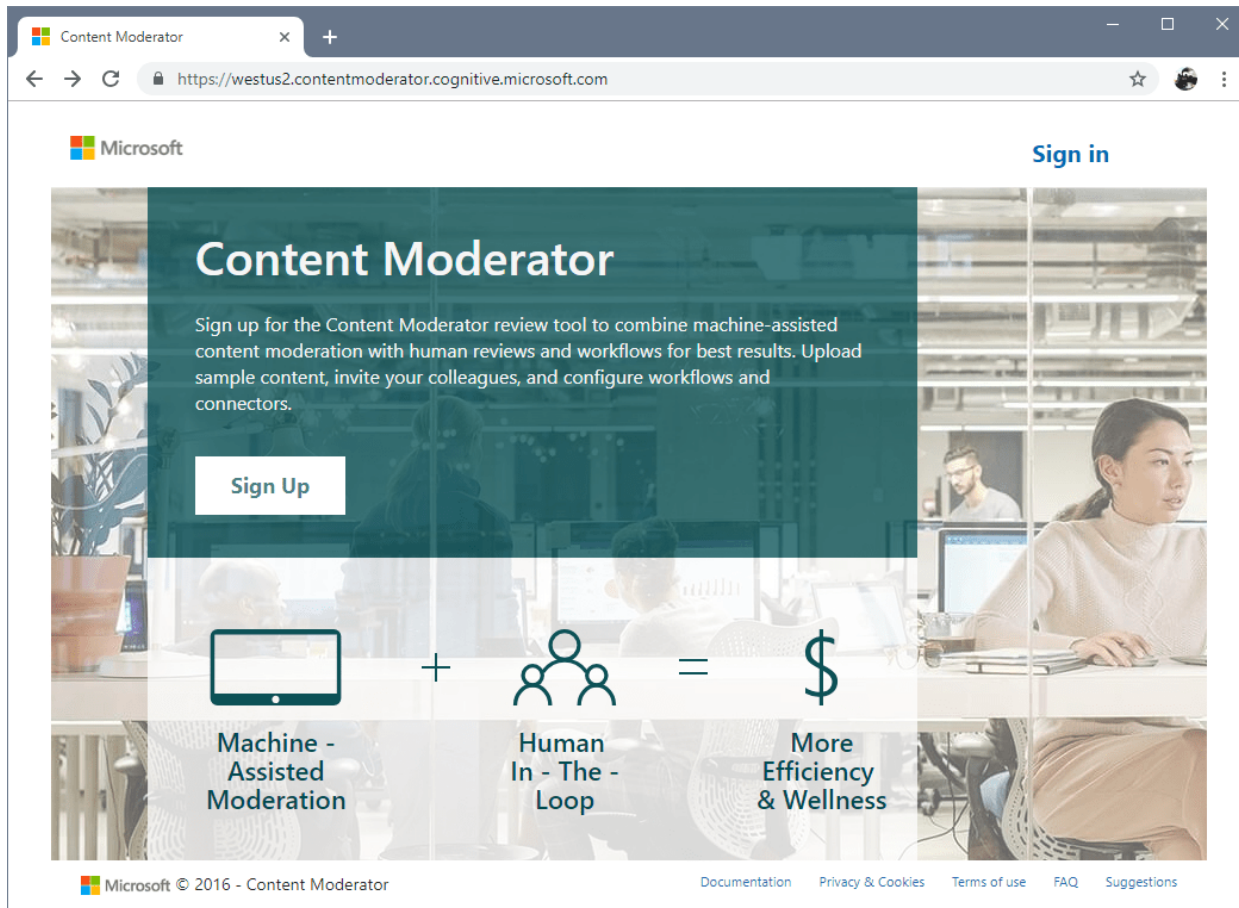 Content Moderator
https://westus2.contentmoderator.cognitive.microsoft.com
Microsoft
Sign in
Content Moderator
Sign up for the Content Moderator review tool to combine machine-assisted
content moderation with human reviews and workflows for best results. Upload
sample content, invite your colleagues, and configure workflows and
connectors.
Sign Up
+ = $
Machine -
Assisted
Moderation
Human
In - The -
Loop
More
Efficiency
& Wellness
Microsoft © 2016 - Content Moderator
Documentation Privacy & Cookies Terms of use FAQ Suggestions